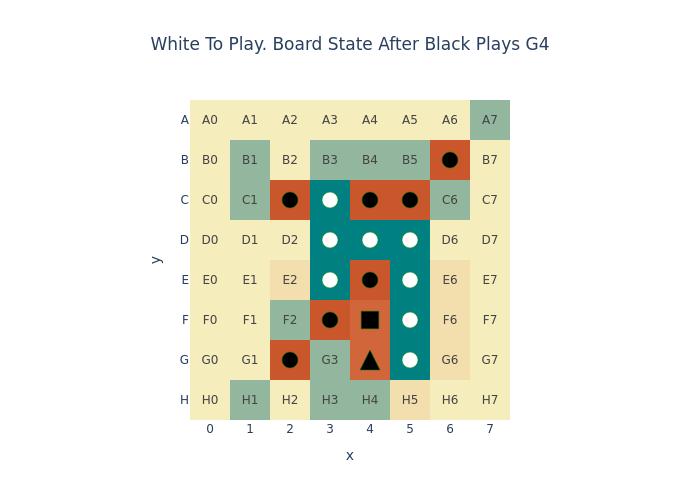 White To Play. Board State After Black Plays G4
A A0 A1 A2 A3 A4 A5 A6 A7
B B0 B1 B2 B3 B4 B5 B7
C C0 C1 C6 C7
D D0 D1 D2 D6 D7
y
E E0 E1 E2 E6 E7
F F0 F1 F2 F6 F7
G G0 G1 G3 G6 G7
H H0 H1 H2 H3 H4 H5 H6 H7
0 1 2 3 4 5 6 7
x